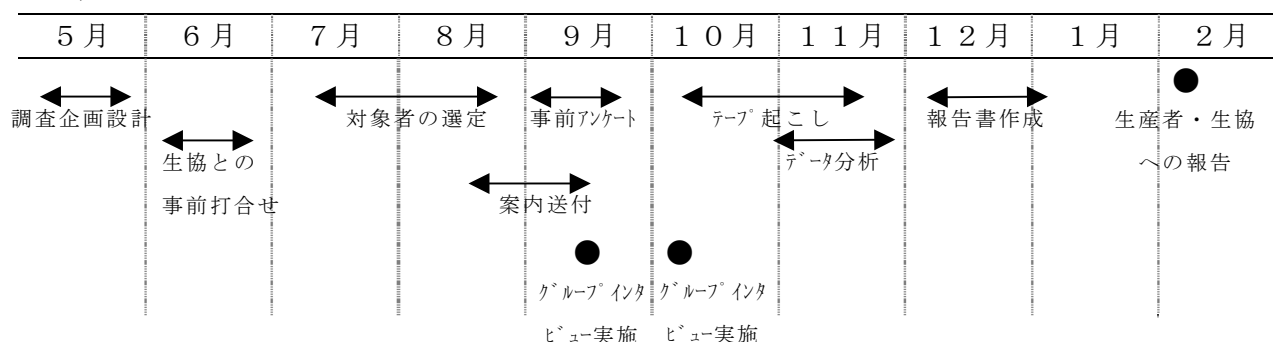 ５月 ６月 ７月 ８月 ９月 １０月 １１月 １２月 １月 ２月
調査企画設計 対象者の選定 事前ｱﾝｹｰﾄ ﾃｰﾌﾟ起こし 報告書作成 生産者・生協
生協との ﾃﾞｰﾀ分析 への報告
事前打合せ 案内送付
ｸﾞﾙｰﾌﾟｲﾝﾀ ｸﾞﾙｰﾌﾟｲﾝﾀ
ﾋﾞｭｰ実施 ﾋﾞｭｰ実施